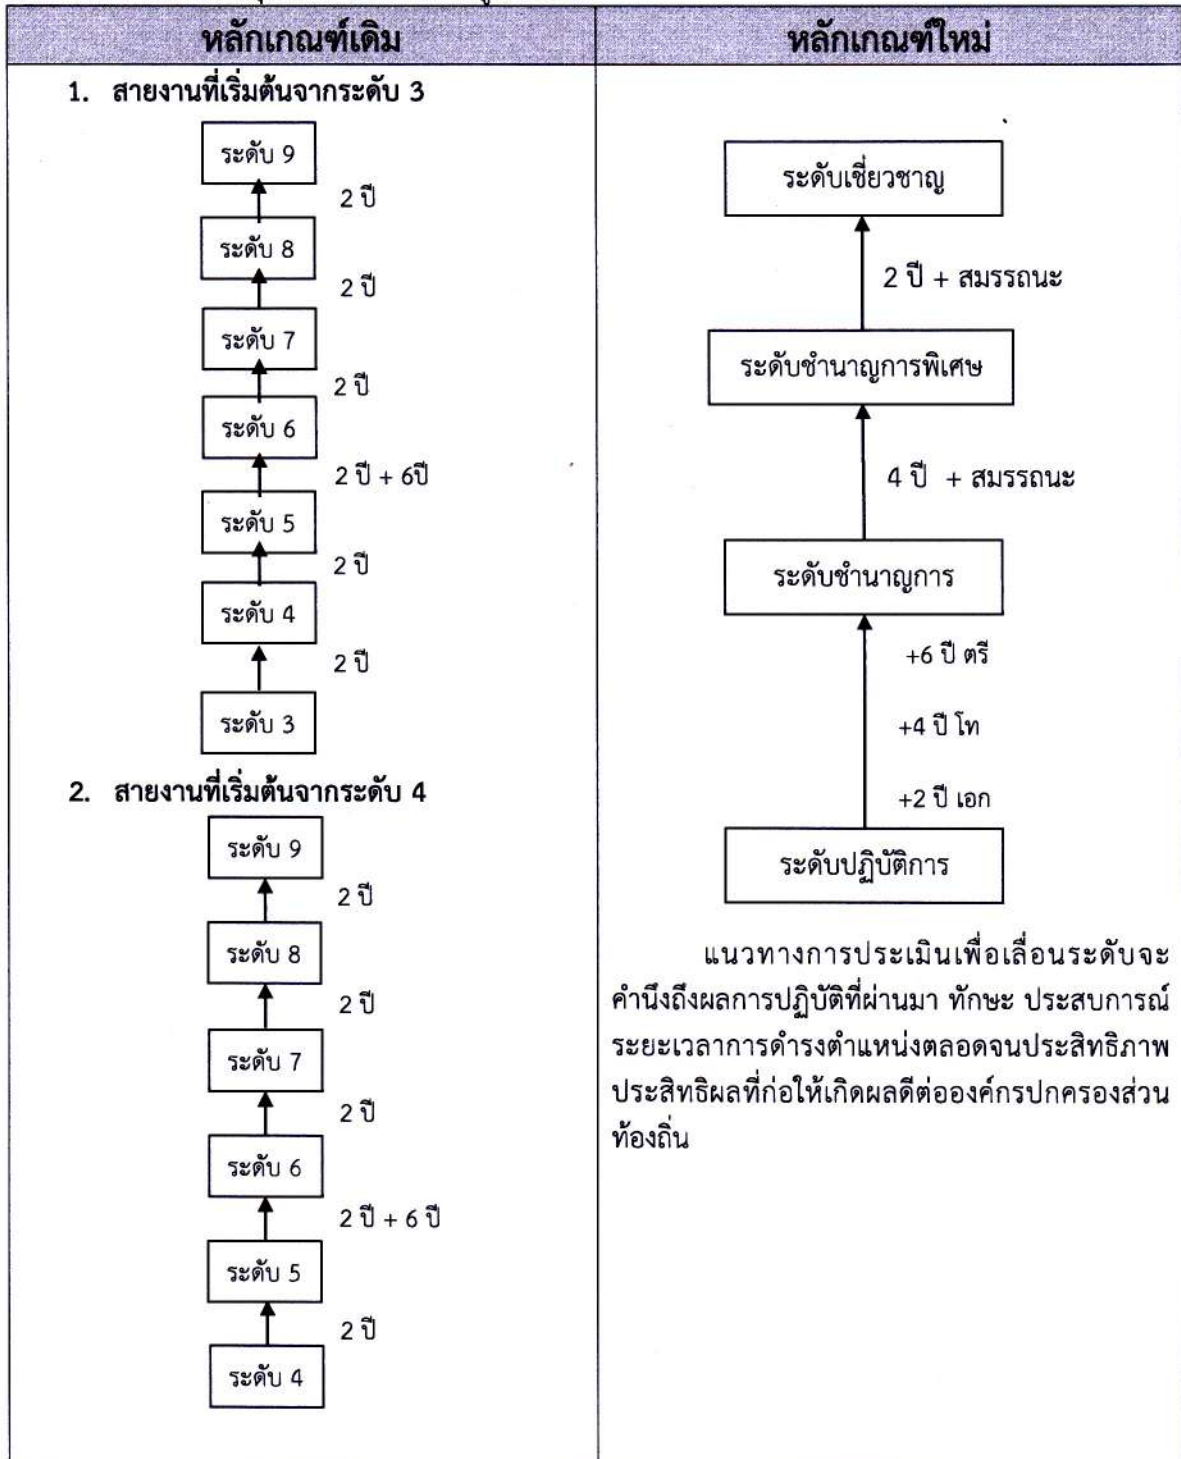 หลักเกณฑ์เดิม
หลักเกณฑ์ใหม่
1. สายงานที่เริ่มต้นจากระดับ 3
ระดับ 9
2 ปี
ระดับ 8
2 ปี
ระดับ 7
2 ปี
ระดับ 6
2 ปี + 6ปี
ระดับ 5
2 ปี
ระดับ 4
2 ปี
ระดับ 3
2. สายงานที่เริ่มต้นจากระดับ 4
ระดับ 9
2 ปี
ระดับ 8
2 ปี
ระดับ 7
2 ปี
ระดับ 6
2 ปี + 6 ปี
ระดับ 5
2 ปี
ระดับ 4
ระดับเชี่ยวชาญ
2 ปี + สมรรถนะ
ระดับชำนาญการพิเศษ
4 ปี + สมรรถนะ
ระดับชำนาญการ
+6 ปี ตรี
+4 ปี โท
+2 ปี เอก
ระดับปฏิบัติการ
แนวทางการประเมินเพื่อเลื่อนระดับจะ
คำนึงถึงผลการปฏิบัติที่ผ่านมา ทักษะ ประสบการณ์
ระยะเวลาการดำรงตำแหน่งตลอดจนประสิทธิภาพ
ประสิทธิผลที่ก่อให้เกิดผลดีต่อองค์กรปกครองส่วน
ท้องถิ่น